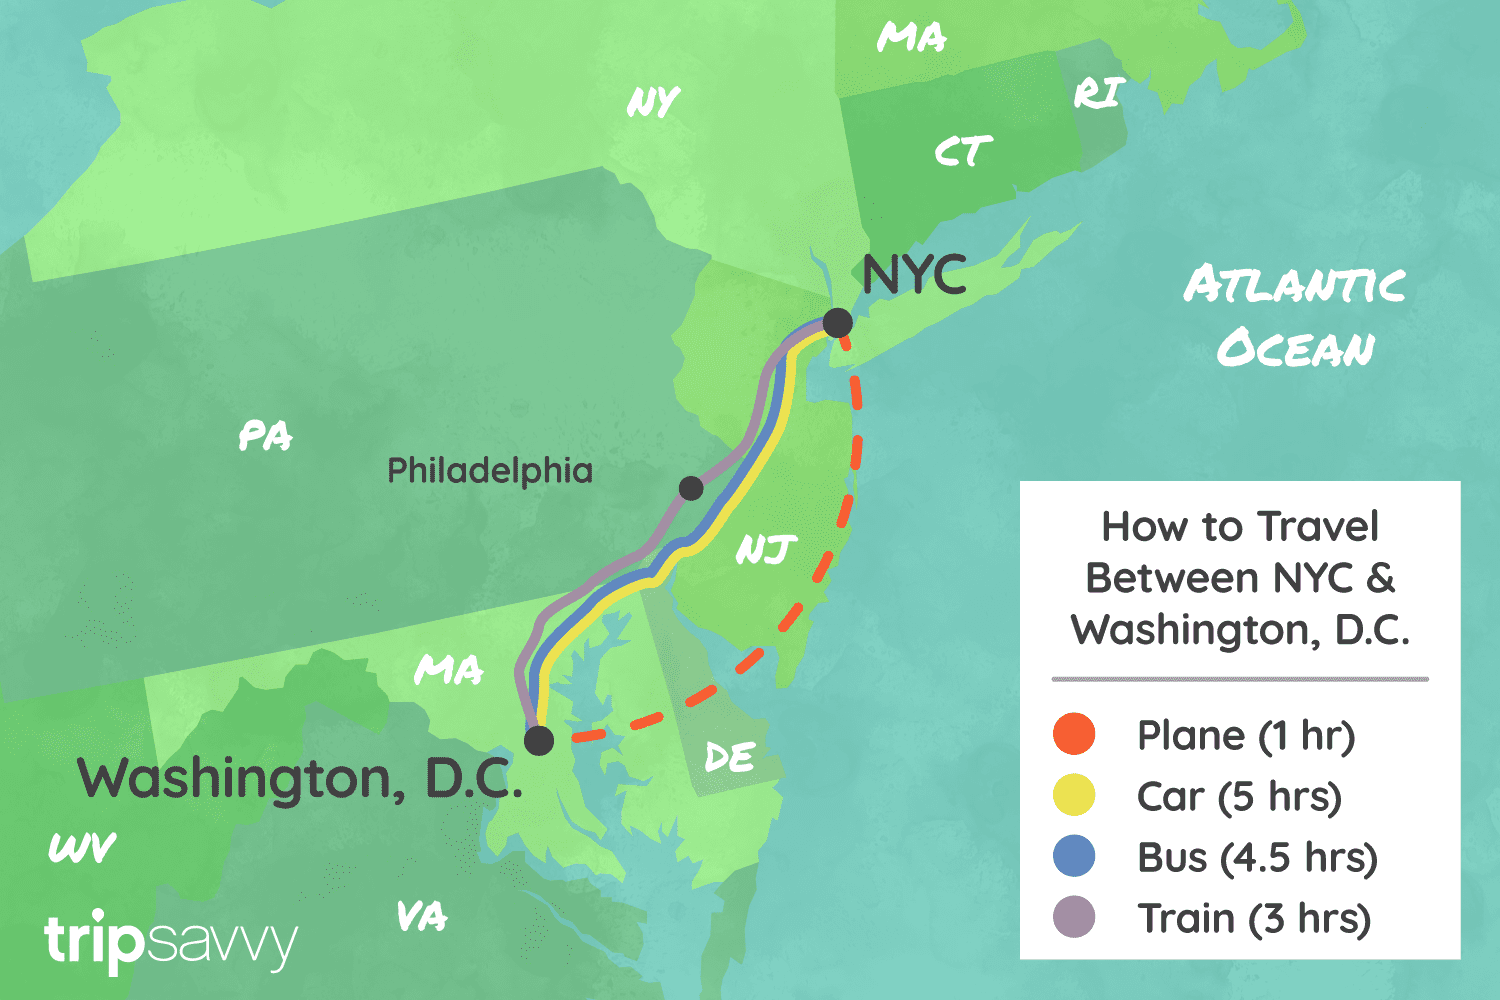 MA
NY
RI
CT
NYC
ATLANTIC
OCEAN
PA
Philadelphia
NJ
MA
DE
Washington, D.C.
WV
VA
tripsavvy
How to Travel
Between NYC &
Washington, D.C.
Plane (1 hr)
Car (5 hrs)
Bus (4.5 hrs)
Train (3 hrs)